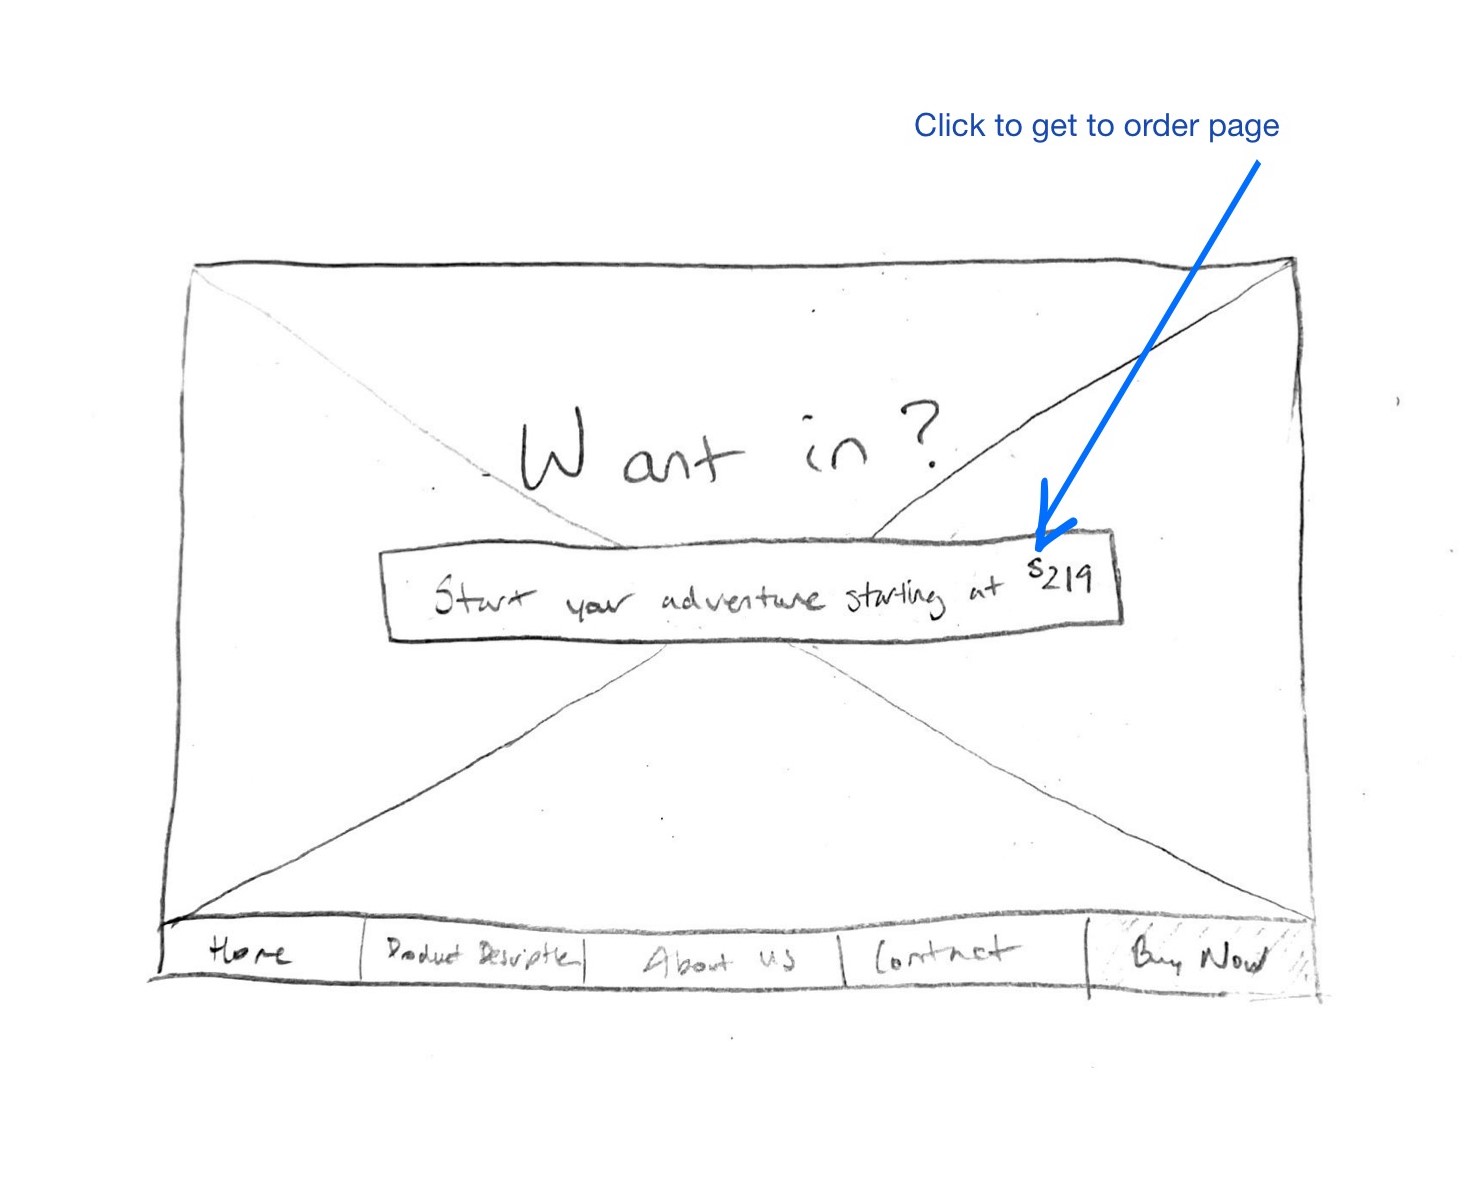 Click to get to order page
Want in?
Start your adventure starting at $219
Home
Product Description
About us
Contact
Buy Now